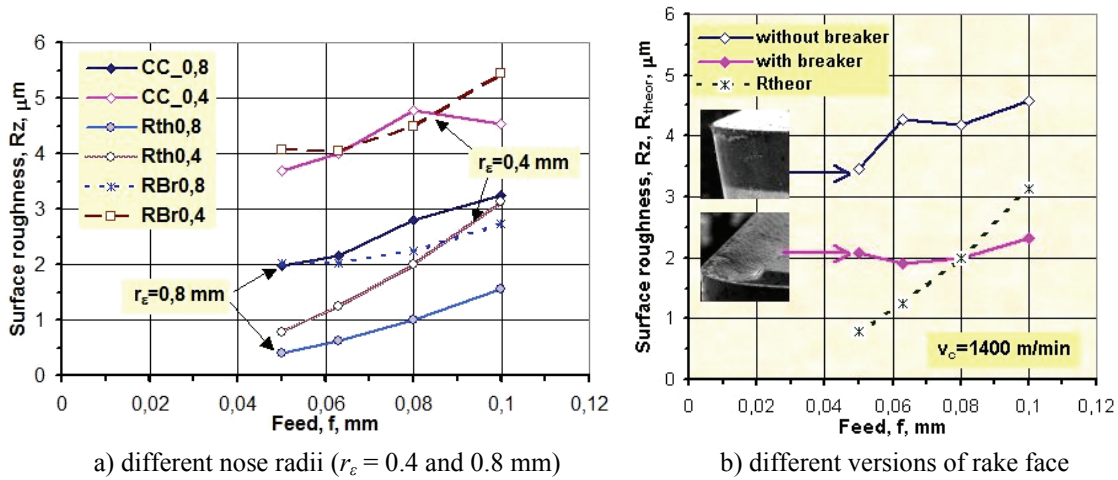 Surface roughness, Rz, µm
6
5
4
3
2
1
0
CC_0,8
CC_0,4
Rth0,8
Rth0,4
RBr0,8
RBr0,4
rε=0,4 mm
rε=0,8 mm
0 0,02 0,04 0,06 0,08 0,1 0,12
Feed, f, mm
a) different nose radii (rε = 0.4 and 0.8 mm)
Surface roughness, Rz, Rtheor, µm
6
5
4
3
2
1
0
without breaker
with breaker
Rtheor
vc=1400 m/min
0 0,02 0,04 0,06 0,08 0,1 0,12
Feed, f, mm
b) different versions of rake face